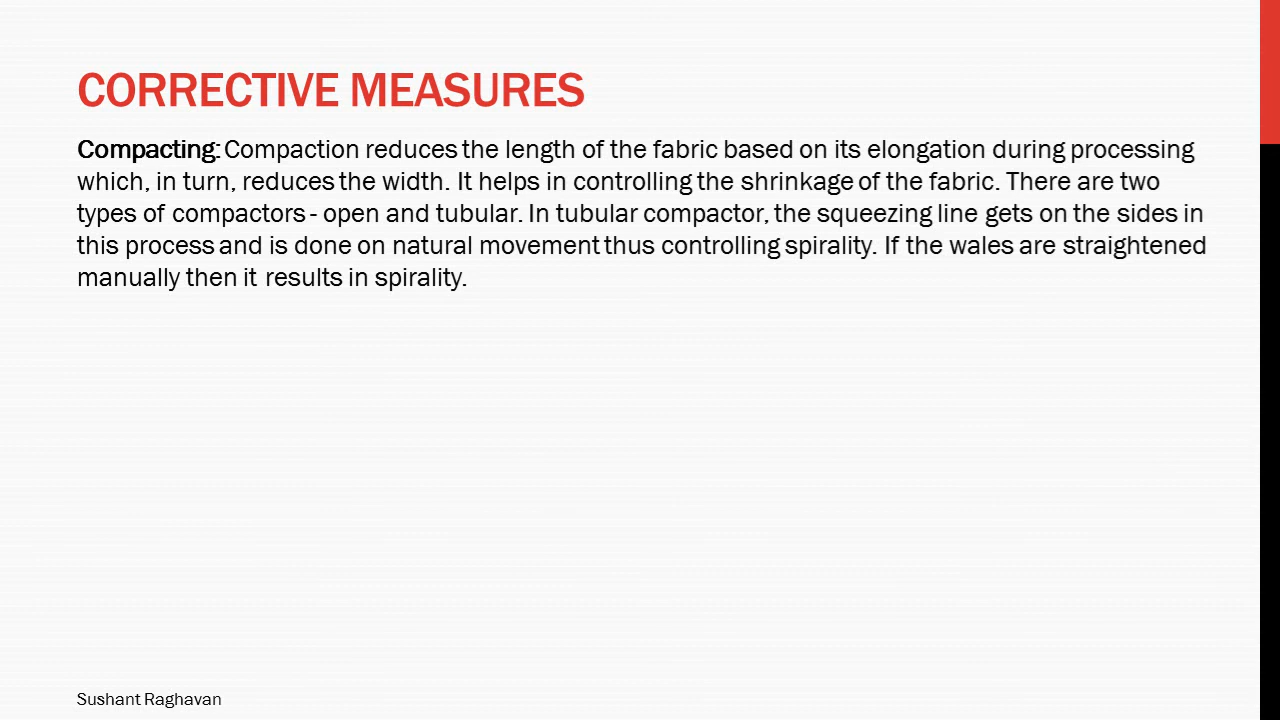 CORRECTIVE MEASURES
Compacting: Compaction reduces the length of the fabric based on its elongation during processing
which, in turn, reduces the width. It helps in controlling the shrinkage of the fabric. There are two
types of compactors - open and tubular. In tubular compactor, the squeezing line gets on the sides in
this process and is done on natural movement thus controlling spirality. If the wales are straightened
manually then it results in spirality.
Sushant Raghavan